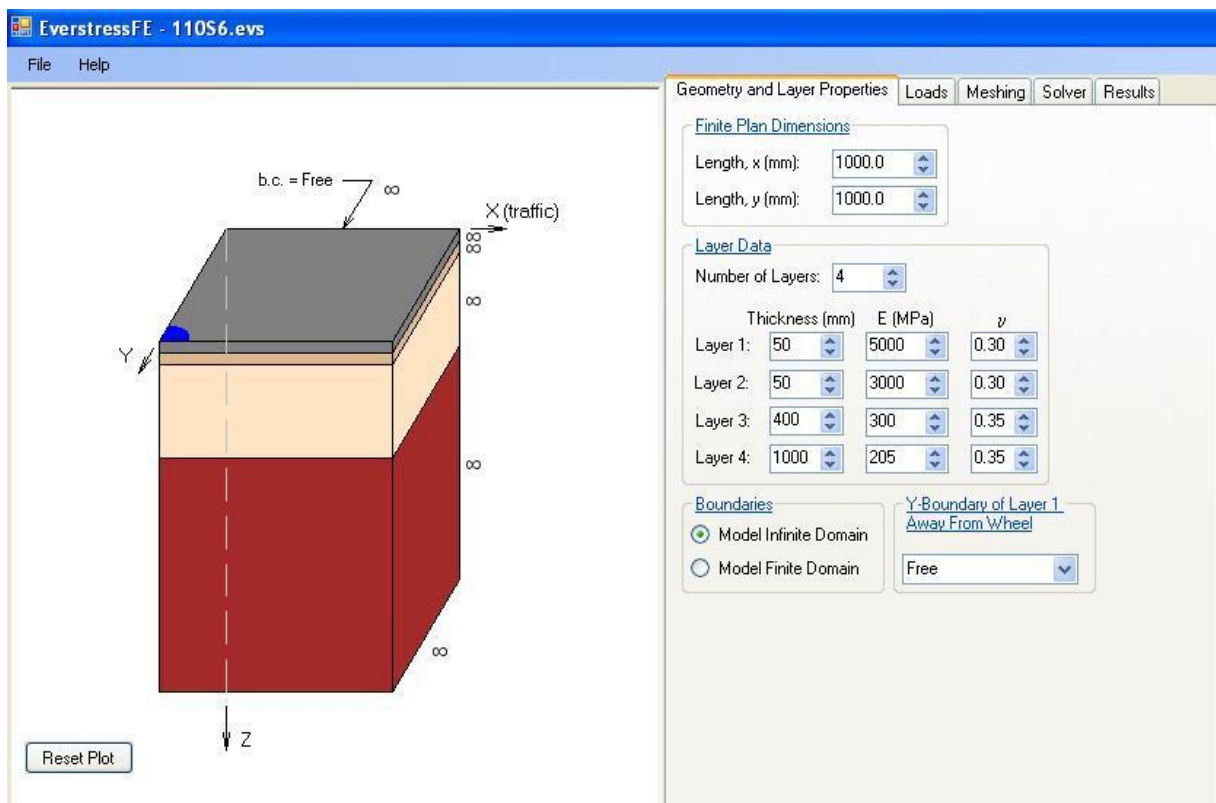 EverstressFE - 110S6.evs
File Help
b.c. = Free
∞
X (traffic)
∞
∞
∞
∞
∞
Y
Z
Reset Plot
Geometry and Layer Properties Loads Meshing Solver Results
Finite Plan Dimensions
Length, x (mm): 1000.0
Length, y (mm): 1000.0
Layer Data
Number of Layers: 4
Thickness (mm) E (MPa) ν
Layer 1: 50 5000 0.30
Layer 2: 50 3000 0.30
Layer 3: 400 300 0.35
Layer 4: 1000 205 0.35
Boundaries
Model Infinite Domain
Model Finite Domain
Y-Boundary of Layer 1
Away From Wheel
Free